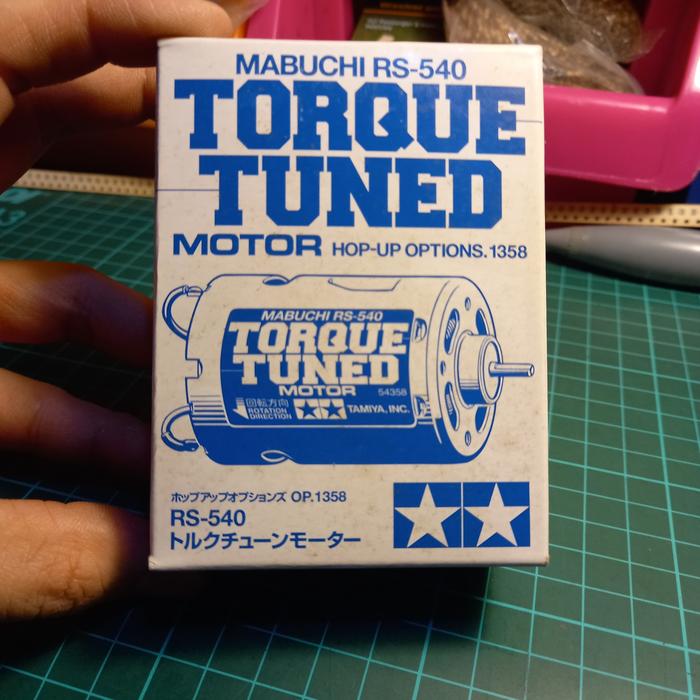 MABUCHI RS-540
TORQUE
TUNED
MOTOR HOP-UP OPTIONS.1358
MABUCHI RS-540
TORQUE
TUNED
MOTOR 54358
回転方向
ROTATION
DIRECTION
TAMIYA, INC.
ホップアップオプションズ OP.1358
RS-540
トルクチューンモーター